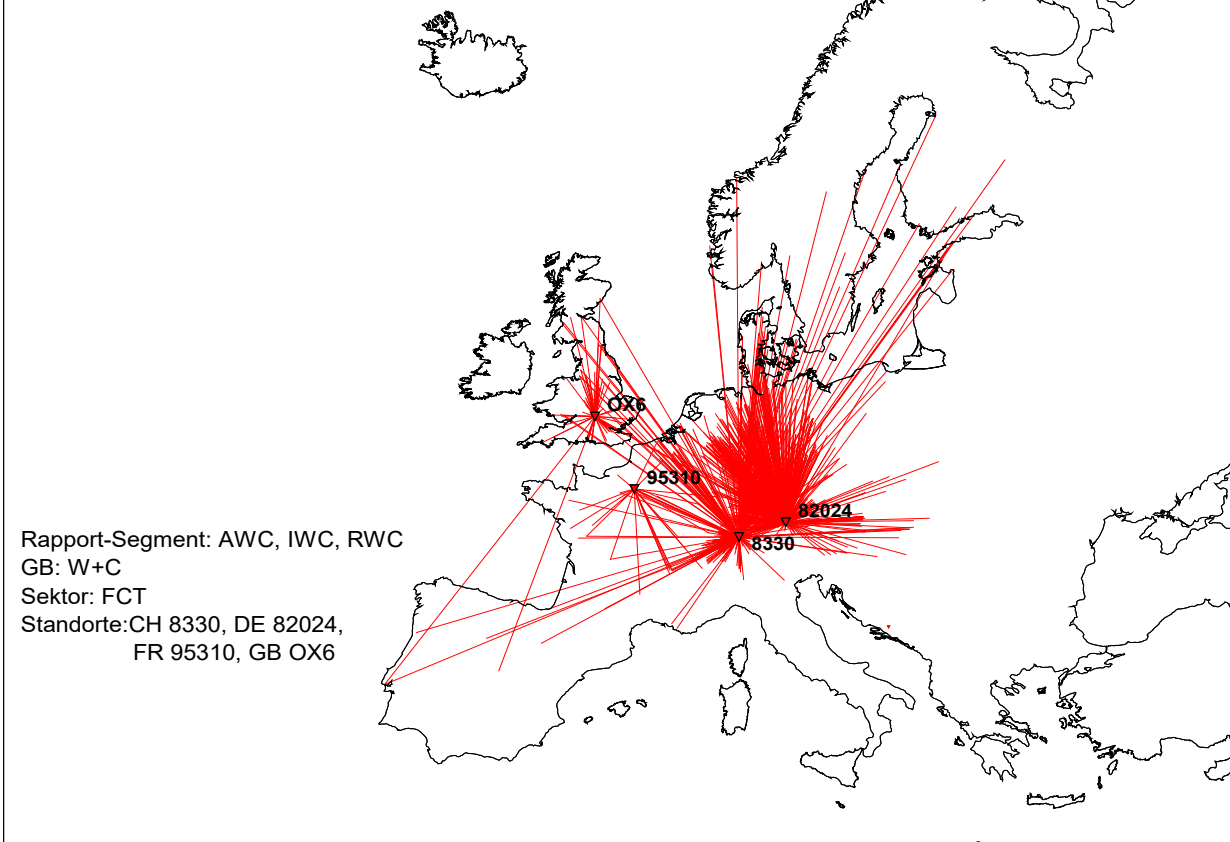 OX6
95310
82024
8330
Rapport-Segment: AWC, IWC, RWC
GB: W+C
Sektor: FCT
Standorte:CH 8330, DE 82024,
FR 95310, GB OX6